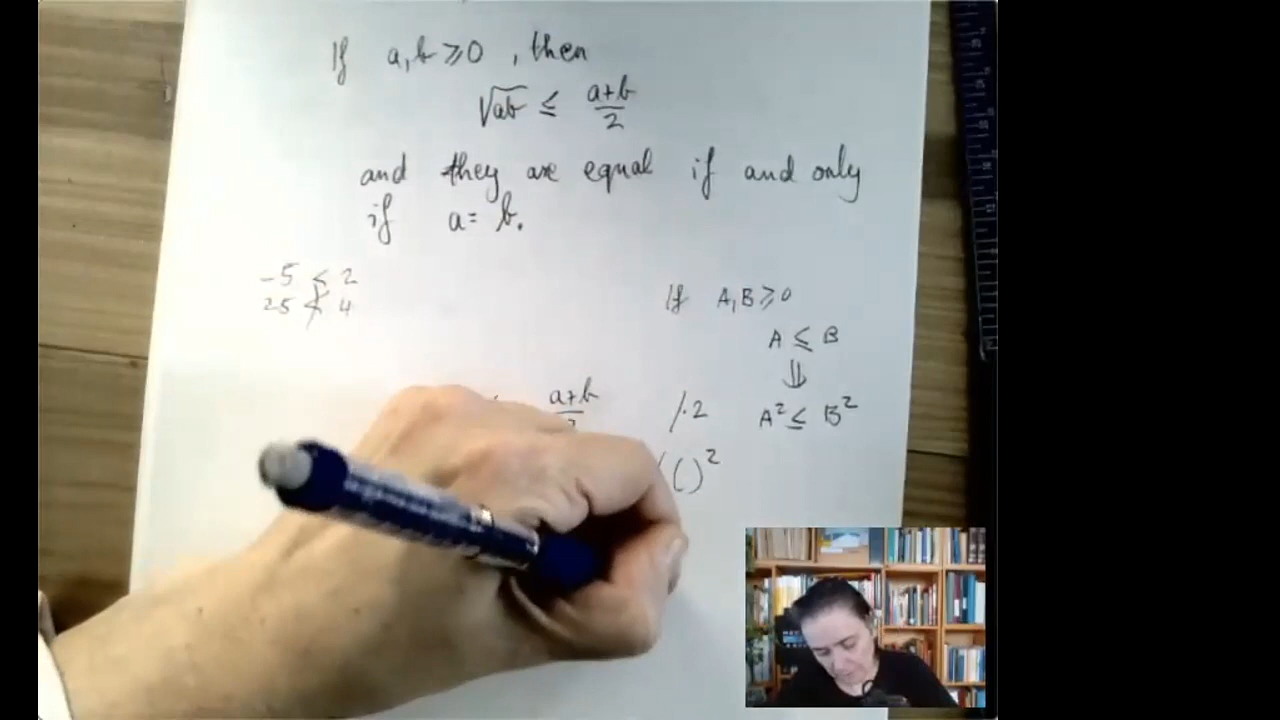 If a,b ≥ 0, then
√ab ≤ a+b/2
and they are equal if and only
if a = b.
-5 < 2
25 ≮ 4
If A,B ≥ 0
A ≤ B
⇓
A² ≤ B²
a+b/2 /·2
/()²